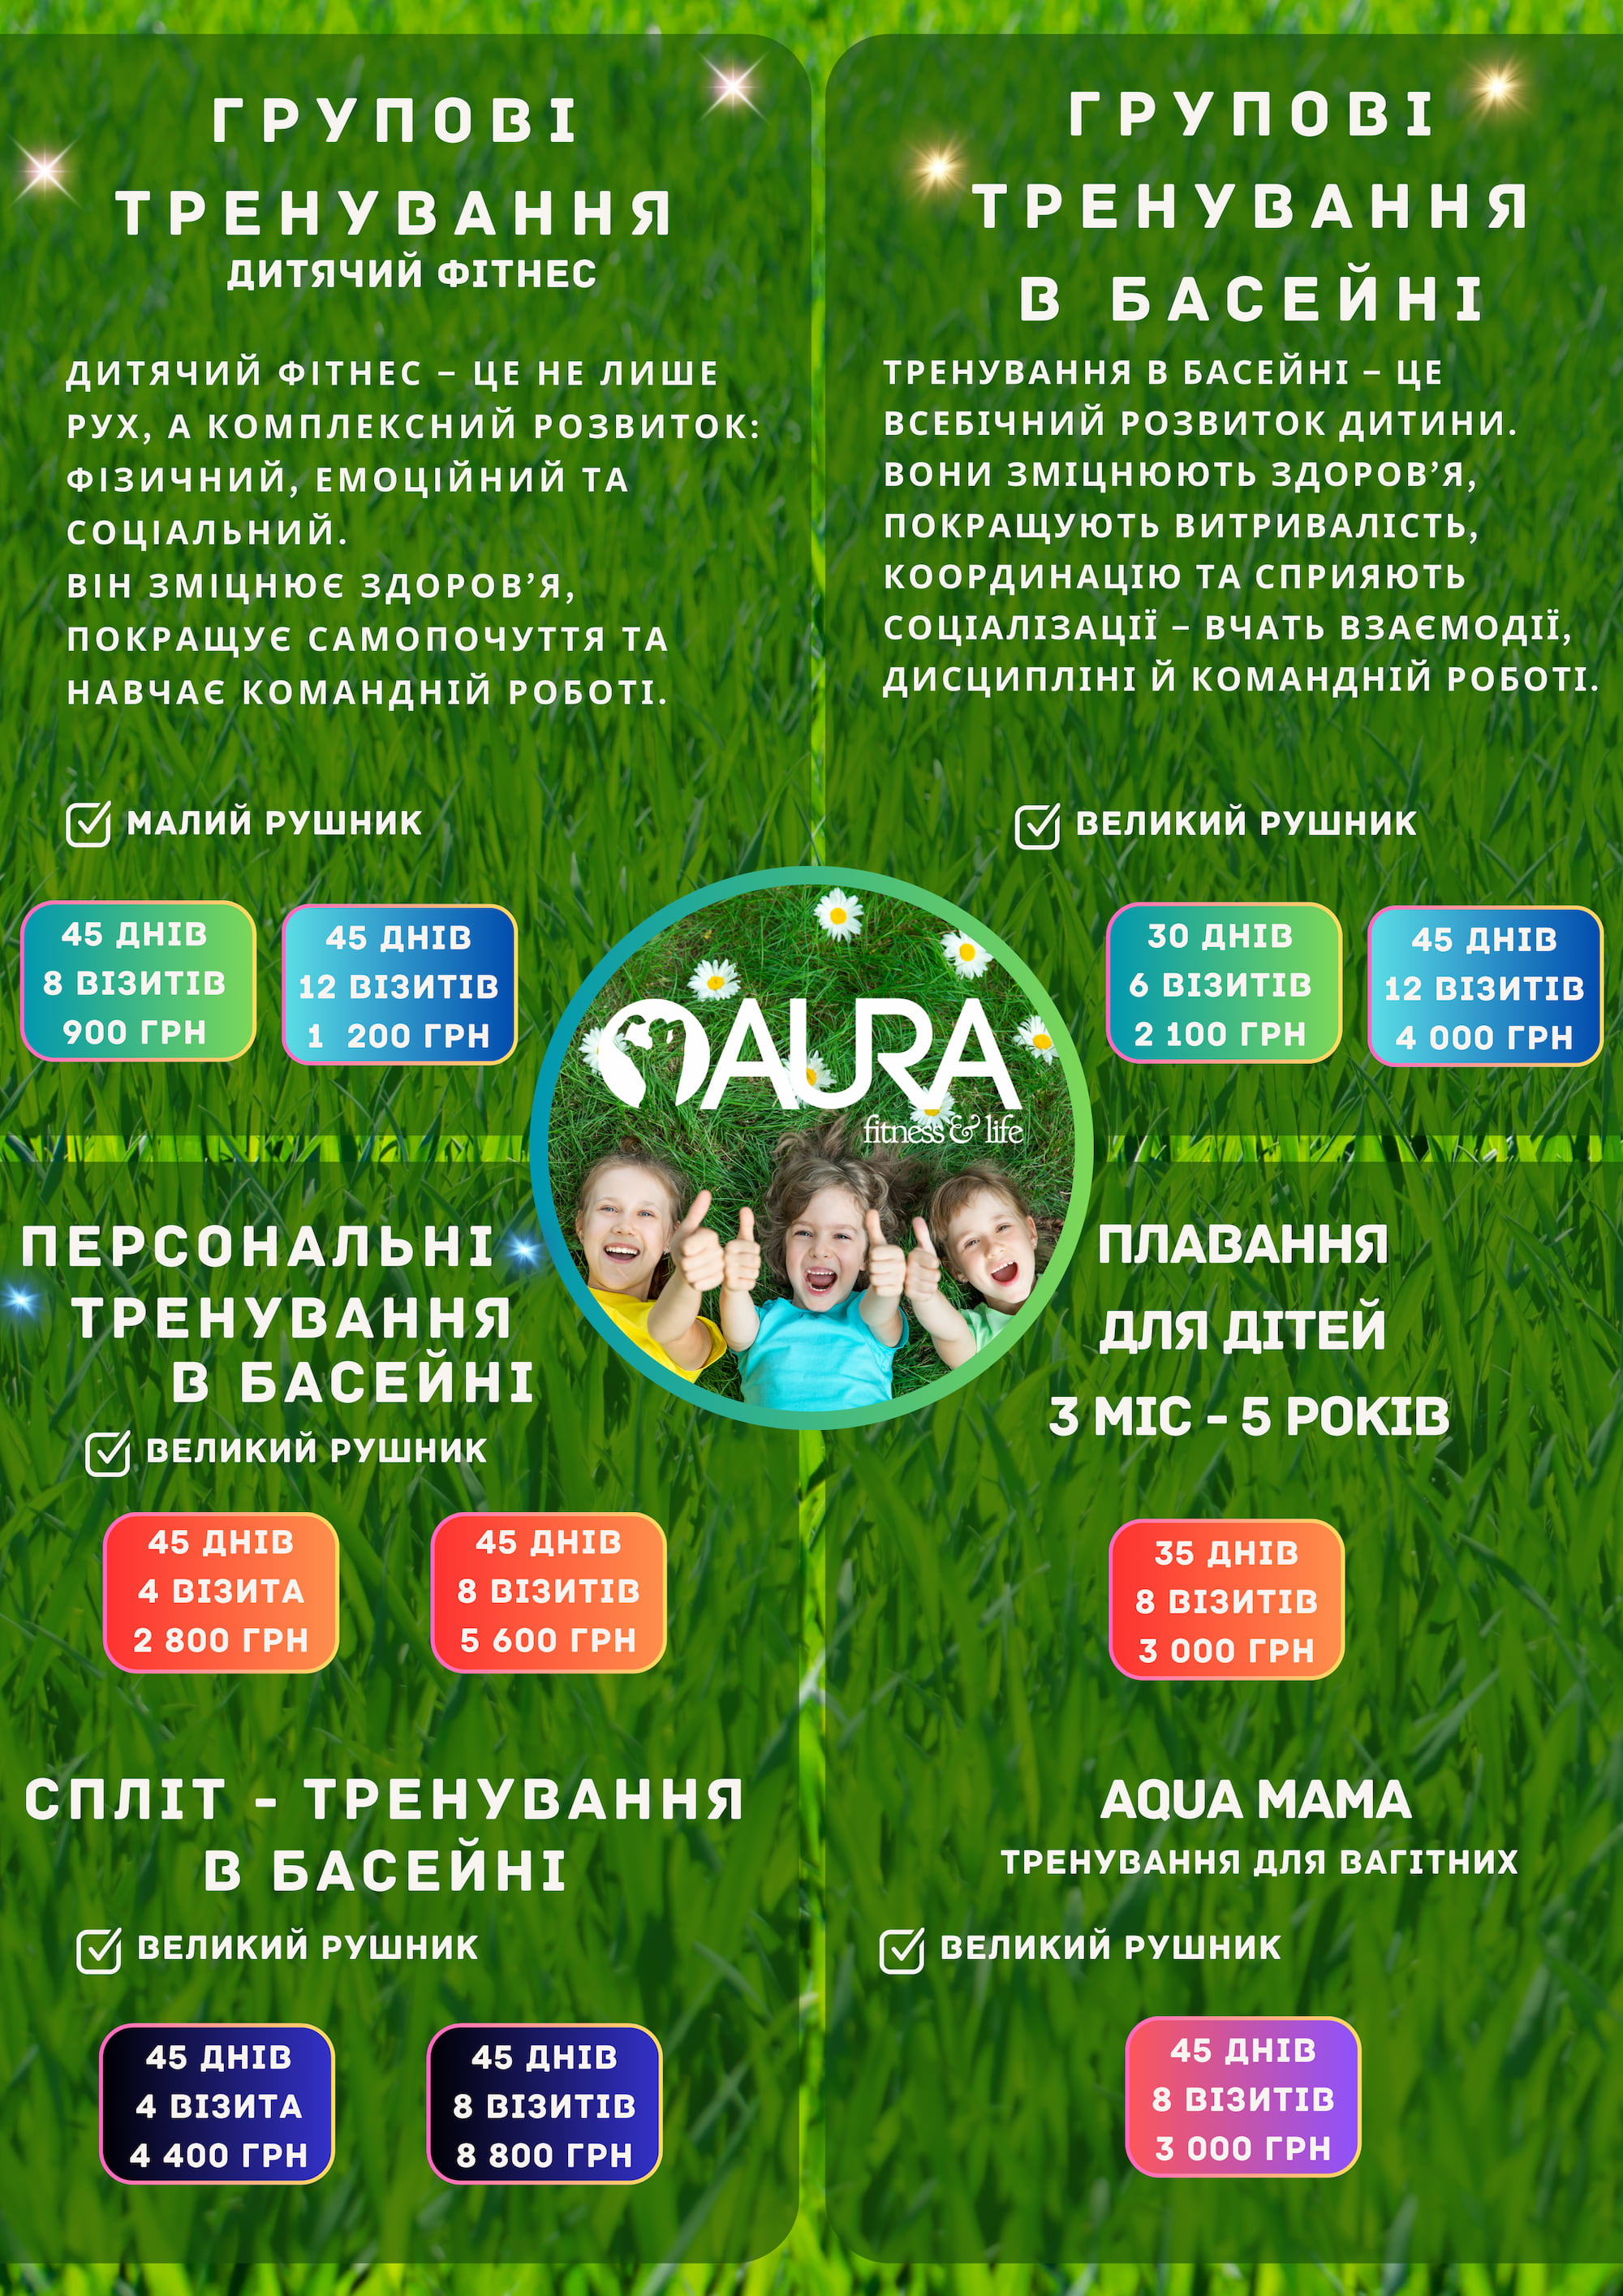 ГРУПОВІ
ТРЕНУВАННЯ
ДИТЯЧИЙ ФІТНЕС
ДИТЯЧИЙ ФІТНЕС – ЦЕ НЕ ЛИШЕ
РУХ, А КОМПЛЕКСНИЙ РОЗВИТОК:
ФІЗИЧНИЙ, ЕМОЦІЙНИЙ ТА
СОЦІАЛЬНИЙ.
ВІН ЗМІЦНЮЄ ЗДОРОВ’Я,
ПОКРАЩУЄ САМОПОЧУТТЯ ТА
НАВЧАЄ КОМАНДНІЙ РОБОТІ.
МАЛИЙ РУШНИК
45 ДНІВ
8 ВІЗИТІВ
900 ГРН
45 ДНІВ
12 ВІЗИТІВ
1 200 ГРН
ГРУПОВІ
ТРЕНУВАННЯ
В БАСЕЙНІ
ТРЕНУВАННЯ В БАСЕЙНІ – ЦЕ
ВСЕБІЧНИЙ РОЗВИТОК ДИТИНИ.
ВОНИ ЗМІЦНЮЮТЬ ЗДОРОВ’Я,
ПОКРАЩУЮТЬ ВИТРИВАЛІСТЬ,
КООРДИНАЦІЮ ТА СПРИЯЮТЬ
СОЦІАЛІЗАЦІЇ – ВЧАТЬ ВЗАЄМОДІЇ,
ДИСЦИПЛІНІ Й КОМАНДНІЙ РОБОТІ.
ВЕЛИКИЙ РУШНИК
30 ДНІВ
6 ВІЗИТІВ
2 100 ГРН
45 ДНІВ
12 ВІЗИТІВ
4 000 ГРН
AURA
fitness & life
ПЕРСОНАЛЬНІ
ТРЕНУВАННЯ
В БАСЕЙНІ
ВЕЛИКИЙ РУШНИК
45 ДНІВ
4 ВІЗИТА
2 800 ГРН
45 ДНІВ
8 ВІЗИТІВ
5 600 ГРН
ПЛАВАННЯ
ДЛЯ ДІТЕЙ
3 МІС - 5 РОКІВ
35 ДНІВ
8 ВІЗИТІВ
3 000 ГРН
СПЛІТ - ТРЕНУВАННЯ
В БАСЕЙНІ
ВЕЛИКИЙ РУШНИК
45 ДНІВ
4 ВІЗИТА
4 400 ГРН
45 ДНІВ
8 ВІЗИТІВ
8 800 ГРН
AQUA MAMA
ТРЕНУВАННЯ ДЛЯ ВАГІТНИХ
ВЕЛИКИЙ РУШНИК
45 ДНІВ
8 ВІЗИТІВ
3 000 ГРН